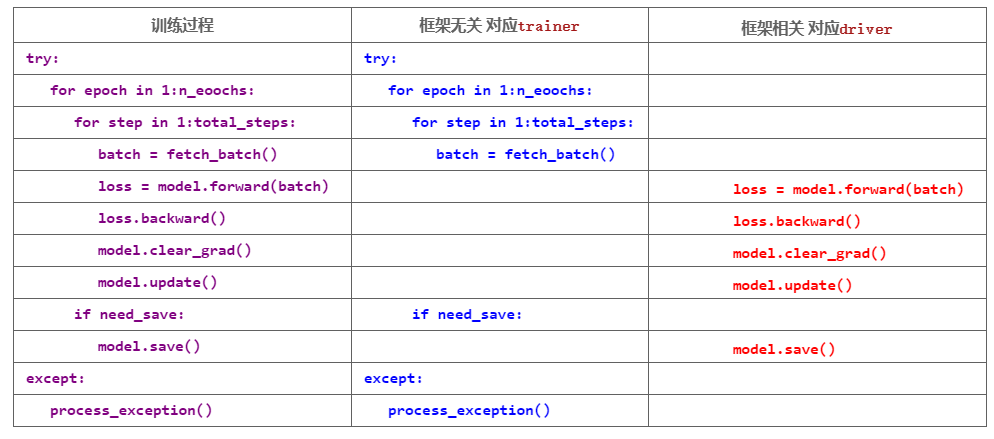 训练过程 框架无关 对应trainer 框架相关 对应driver
try: try:
for epoch in 1:n_eoochs: for epoch in 1:n_eoochs:
for step in 1:total_steps: for step in 1:total_steps:
batch = fetch_batch() batch = fetch_batch()
loss = model.forward(batch) loss = model.forward(batch)
loss.backward() loss.backward()
model.clear_grad() model.clear_grad()
model.update() model.update()
if need_save: if need_save:
model.save() model.save()
except: except:
process_exception() process_exception()